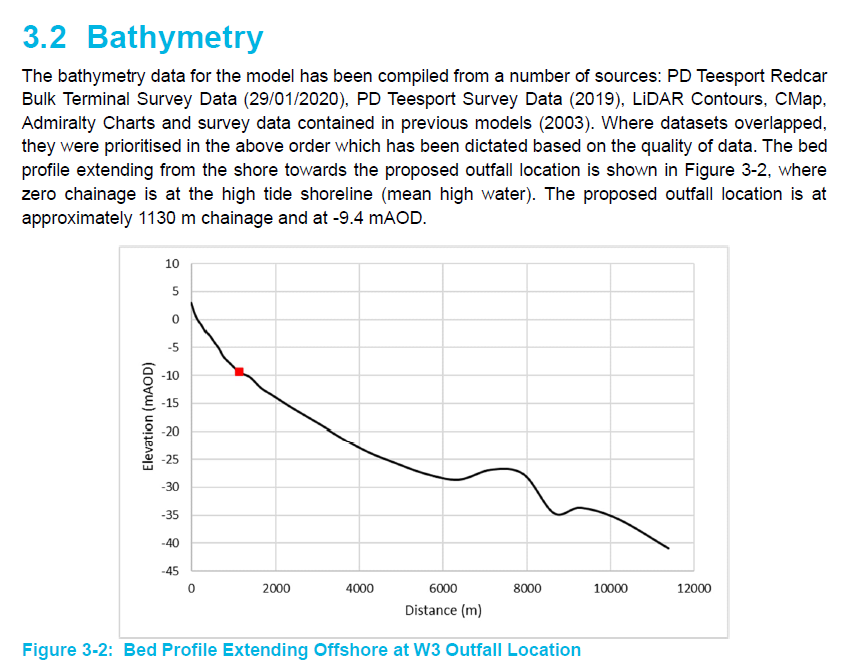 3.2 Bathymetry
The bathymetry data for the model has been compiled from a number of sources: PD Teesport Redcar
Bulk Terminal Survey Data (29/01/2020), PD Teesport Survey Data (2019), LiDAR Contours, CMap,
Admiralty Charts and survey data contained in previous models (2003). Where datasets overlapped,
they were prioritised in the above order which has been dictated based on the quality of data. The bed
profile extending from the shore towards the proposed outfall location is shown in Figure 3-2, where
zero chainage is at the high tide shoreline (mean high water). The proposed outfall location is at
approximately 1130 m chainage and at -9.4 mAOD.
10
5
0
-5
-10
-15
-20
-25
-30
-35
-40
-45
Elevation (mAOD)
0 2000 4000 6000 8000 10000 12000
Distance (m)
Figure 3-2: Bed Profile Extending Offshore at W3 Outfall Location